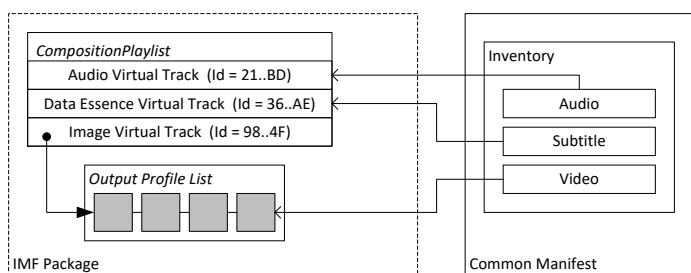 CompositionPlaylist
Audio Virtual Track (Id = 21..BD)
Data Essence Virtual Track (Id = 36..AE)
Image Virtual Track (Id = 98..4F)
Output Profile List
IMF Package
Inventory
Audio
Subtitle
Video
Common Manifest